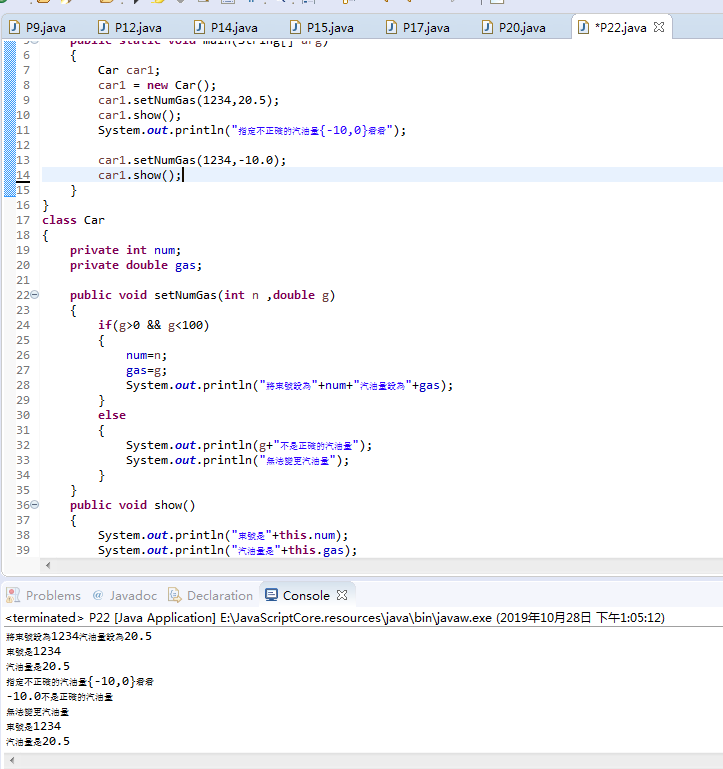 P9.java P12.java P14.java P15.java P17.java P20.java *P22.java
5 public static void main(String[] arg)
6 {
7 Car car1;
8 car1 = new Car();
9 car1.setNumGas(1234,20.5);
10 car1.show();
11 System.out.println("指定不正確的汽油量{-10,0}看看");
12
13 car1.setNumGas(1234,-10.0);
14 car1.show();
15 }
16 }
17 class Car
18 {
19 private int num;
20 private double gas;
21
22 public void setNumGas(int n ,double g)
23 {
24 if(g>0 && g<100)
25 {
26 num=n;
27 gas=g;
28 System.out.println("將車號設為"+num+"汽油量設為"+gas);
29 }
30 else
31 {
32 System.out.println(g+"不是正確的汽油量");
33 System.out.println("無法變更汽油量");
34 }
35 }
36 public void show()
37 {
38 System.out.println("車號是"+this.num);
39 System.out.println("汽油量是"+this.gas);
Problems @ Javadoc Declaration Console
<terminated> P22 [Java Application] E:\JavaScriptCore.resources\java\bin\javaw.exe (2019年10月28日 下午1:05:12)
將車號設為1234汽油量設為20.5
車號是1234
汽油量是20.5
指定不正確的汽油量{-10,0}看看
-10.0不是正確的汽油量
無法變更汽油量
車號是1234
汽油量是20.5